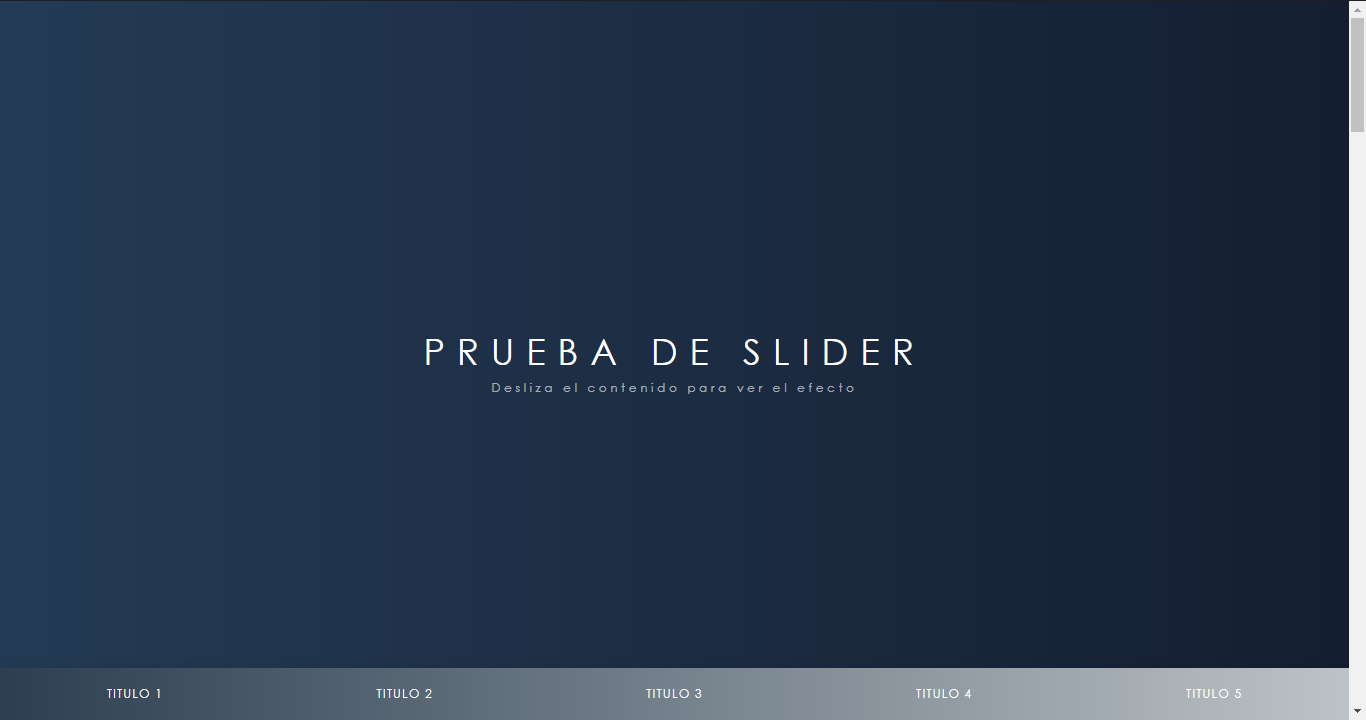 PRUEBA DE SLIDER
Desliza el contenido para ver el efecto
TITULO 1 TITULO 2 TITULO 3 TITULO 4 TITULO 5